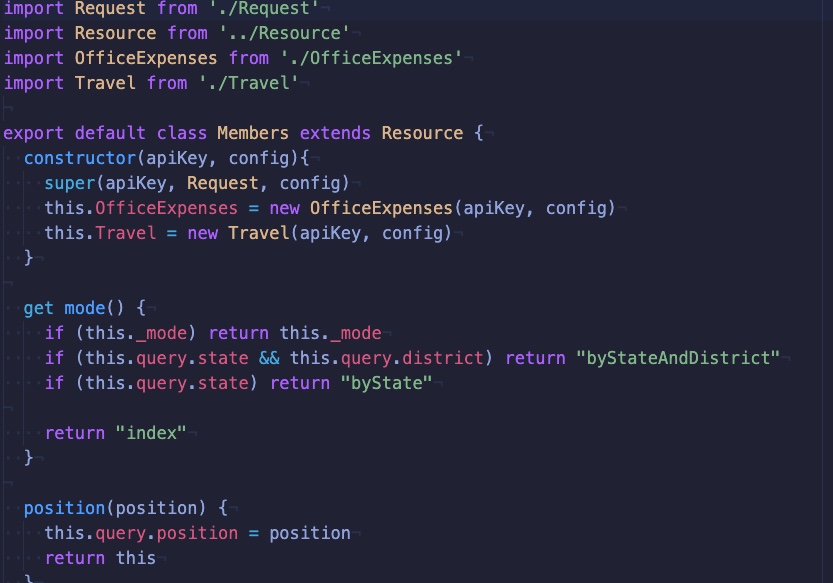 import Request from './Request'
import Resource from '../Resource'
import OfficeExpenses from './OfficeExpenses'
import Travel from './Travel'

export default class Members extends Resource {
  constructor(apiKey, config){
    super(apiKey, Request, config)
    this.OfficeExpenses = new OfficeExpenses(apiKey, config)
    this.Travel = new Travel(apiKey, config)
  }

  get mode() {
    if (this._mode) return this._mode
    if (this.query.state && this.query.district) return "byStateAndDistrict"
    if (this.query.state) return "byState"

    return "index"
  }

  position(position) {
    this.query.position = position
    return this
  }